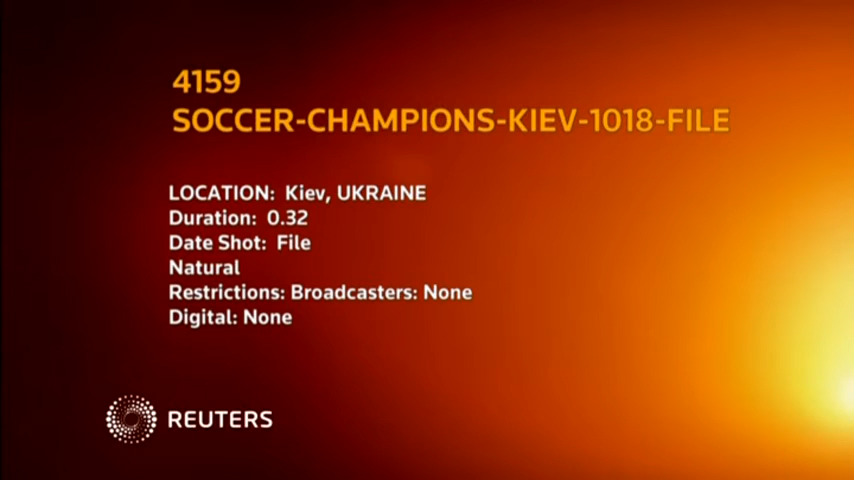 4159
SOCCER-CHAMPIONS-KIEV-1018-FILE
LOCATION:  Kiev, UKRAINE
Duration:  0.32
Date Shot:  File
Natural
Restrictions: Broadcasters: None
Digital: None
REUTERS